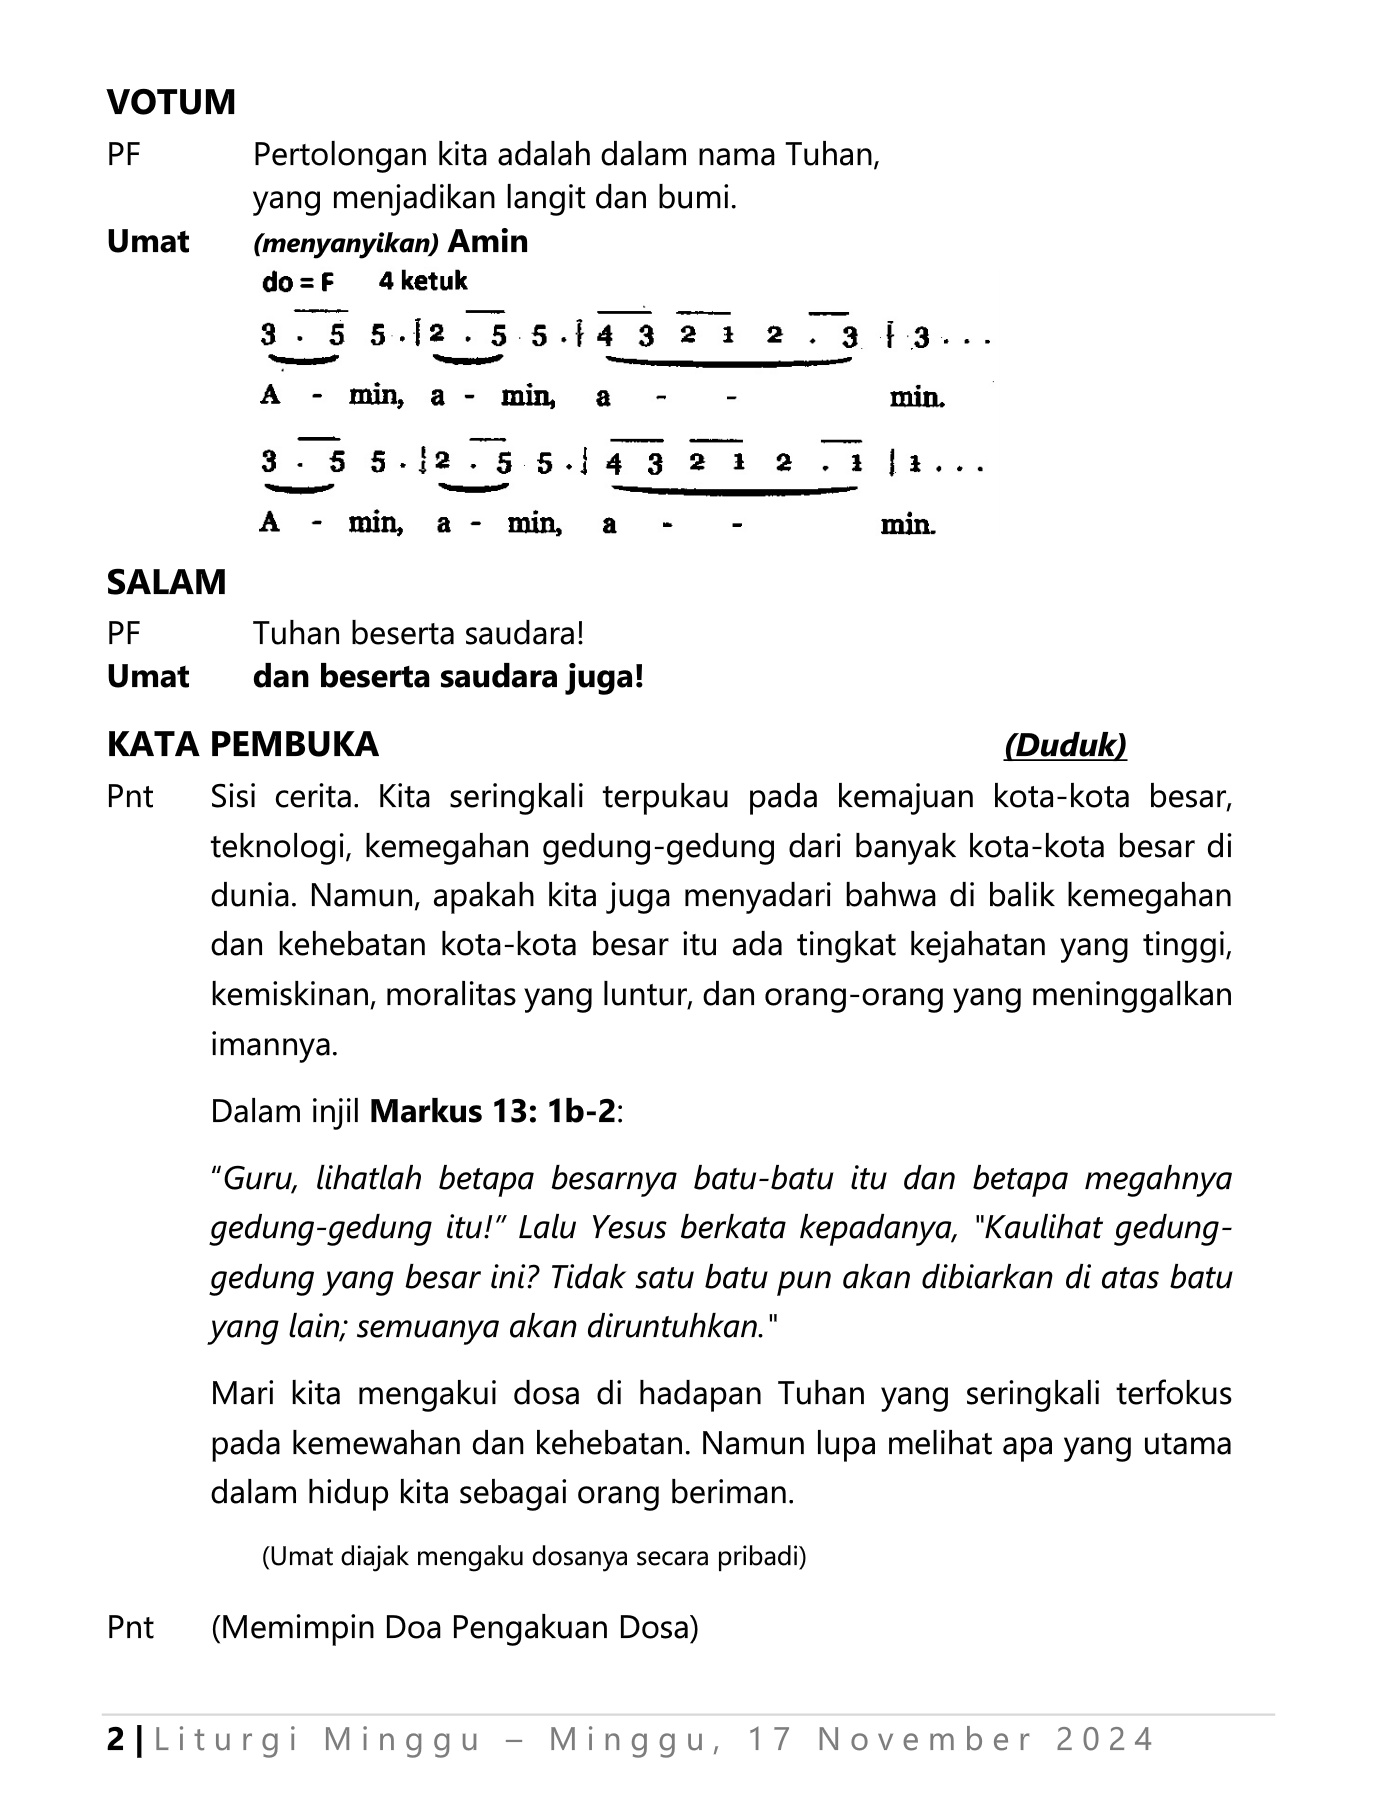 VOTUM
PF Pertolongan kita adalah dalam nama Tuhan,
yang menjadikan langit dan bumi.
Umat (menyanyikan) Amin
do = F 4 ketuk
3 . 5 5 . | 2 . 5 5 . | 4 3 2 1 2 . 3 | 3 . . .
A - min, a - min, a - - min.
3 . 5 5 . | 2 . 5 5 . | 4 3 2 1 2 . 1 | 1 . . .
A - min, a - min, a - - min.
SALAM
PF Tuhan beserta saudara!
Umat dan beserta saudara juga!
KATA PEMBUKA (Duduk)
Pnt Sisi cerita. Kita seringkali terpukau pada kemajuan kota-kota besar,
teknologi, kemegahan gedung-gedung dari banyak kota-kota besar di
dunia. Namun, apakah kita juga menyadari bahwa di balik kemegahan
dan kehebatan kota-kota besar itu ada tingkat kejahatan yang tinggi,
kemiskinan, moralitas yang luntur, dan orang-orang yang meninggalkan
imannya.
Dalam injil Markus 13: 1b-2:
“Guru, lihatlah betapa besarnya batu-batu itu dan betapa megahnya
gedung-gedung itu!” Lalu Yesus berkata kepadanya, "Kaulihat gedung-
gedung yang besar ini? Tidak satu batu pun akan dibiarkan di atas batu
yang lain; semuanya akan diruntuhkan."
Mari kita mengakui dosa di hadapan Tuhan yang seringkali terfokus
pada kemewahan dan kehebatan. Namun lupa melihat apa yang utama
dalam hidup kita sebagai orang beriman.
(Umat diajak mengaku dosanya secara pribadi)
Pnt (Memimpin Doa Pengakuan Dosa)
2 | Liturgi Minggu – Minggu, 17 November 2024